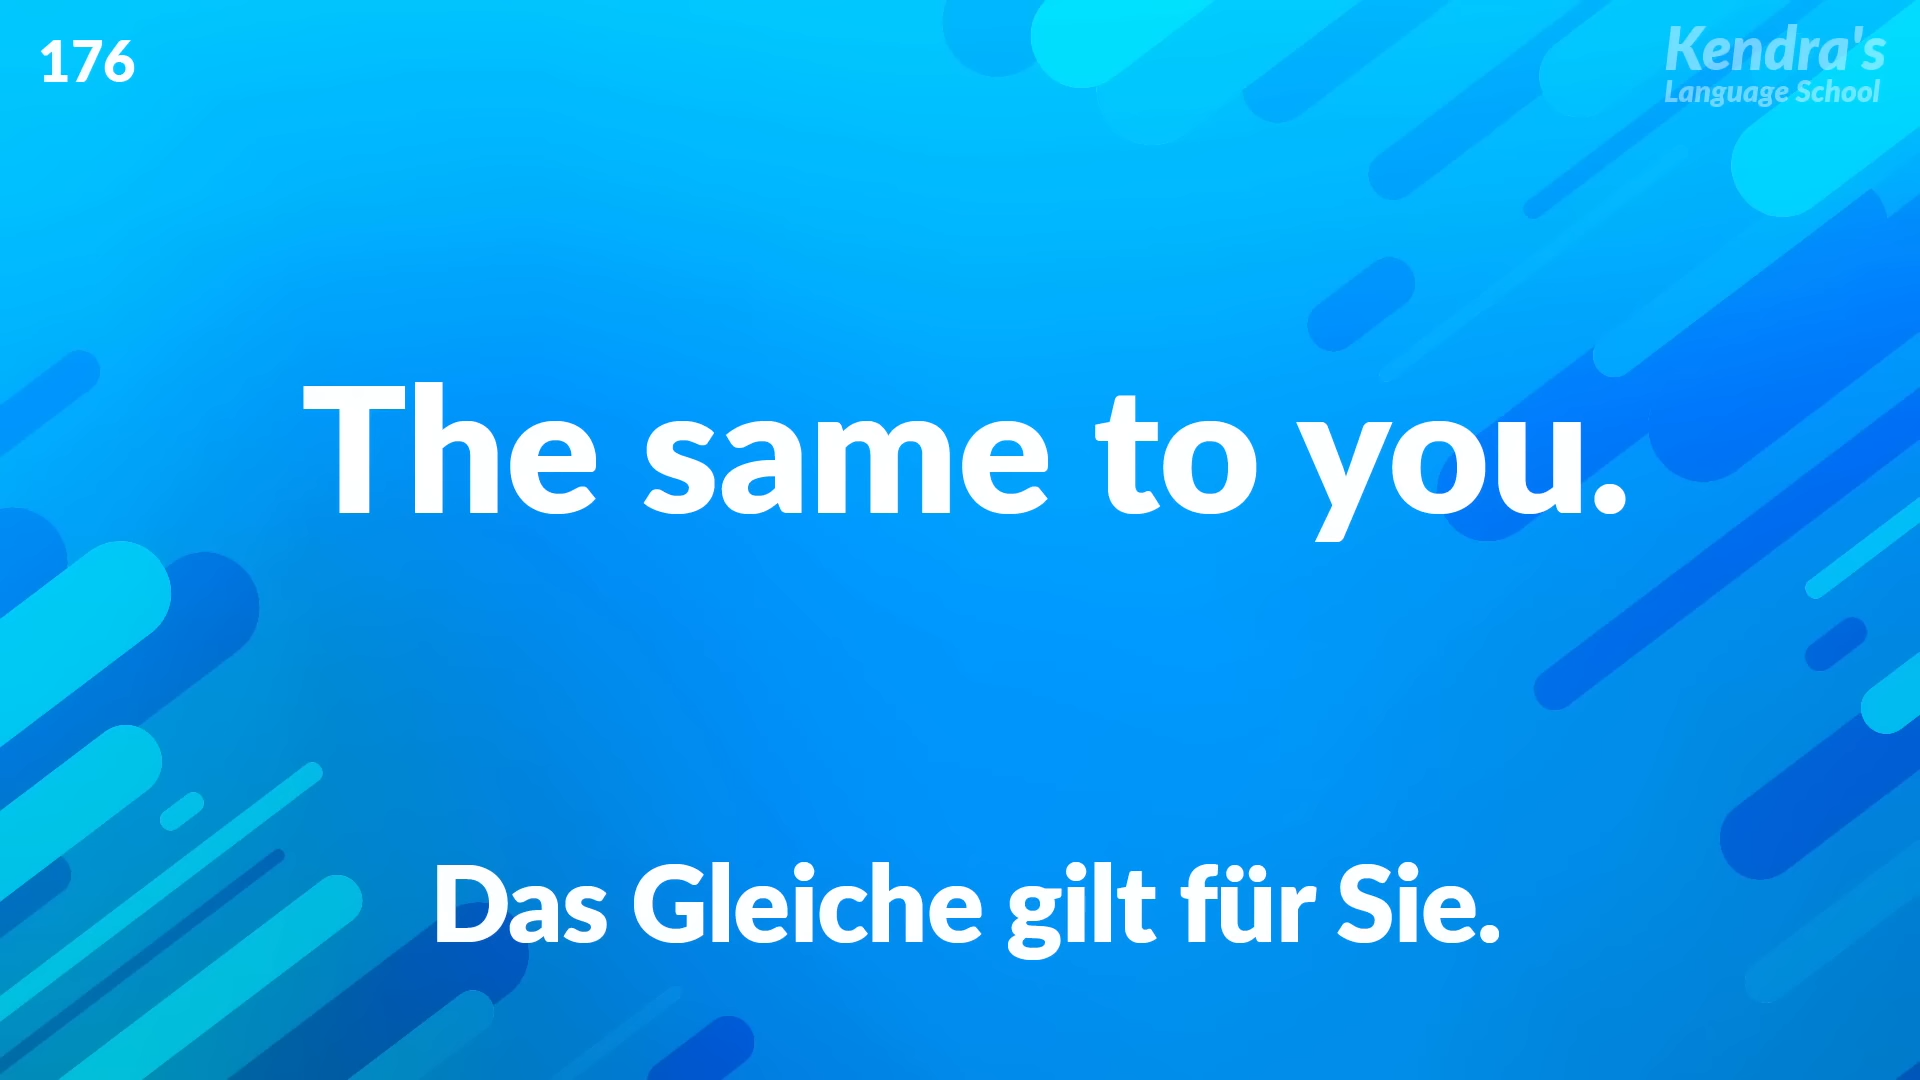 176
Kendra's
Language School
The same to you.
Das Gleiche gilt für Sie.